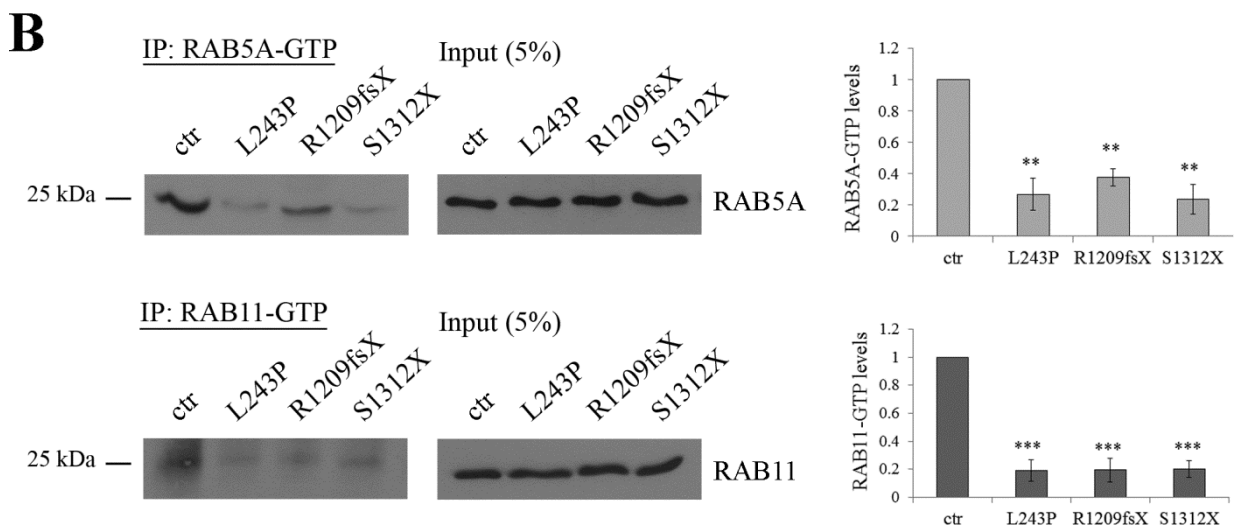 B
IP: RAB5A-GTP
Input (5%)
ctr
L243P
R1209fsX
S1312X
ctr
L243P
R1209fsX
S1312X
25 kDa
RAB5A
RAB5A-GTP levels
1.2
1
0.8
0.6
0.4
0.2
0
**
**
**
ctr
L243P
R1209fsX
S1312X
IP: RAB11-GTP
Input (5%)
ctr
L243P
R1209fsX
S1312X
ctr
L243P
R1209fsX
S1312X
25 kDa
RAB11
RAB11-GTP levels
1.2
1
0.8
0.6
0.4
0.2
0
***
***
***
ctr
L243P
R1209fsX
S1312X